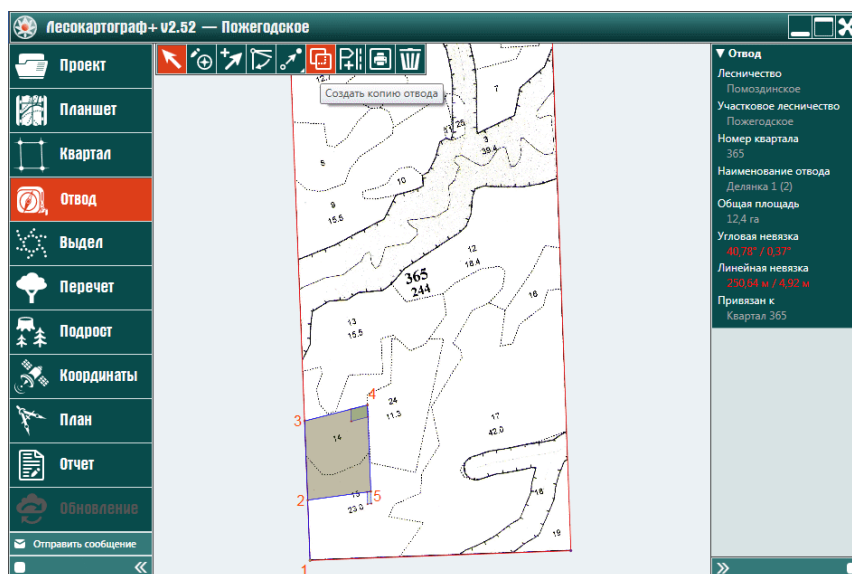 Лесокартограф+ v2.52 — Пожегодское
Проект
Планшет
Квартал
Отвод
Выдел
Перечет
Подрост
Координаты
План
Отчет
Обновление
Отправить сообщение
Создать копию отвода
12.7
7
25
3
39.4
5
10
9
15.5
12
18.4
365
244
16
13
15.5
4
24
11.3
3
17
42.0
14
2
15
5
23.0
18
19
1
▼ Отвод
Лесничество
Помоздинское
Участковое лесничество
Пожегодское
Номер квартала
365
Наименование отвода
Делянка 1 (2)
Общая площадь
12,4 га
Угловая невязка
40,78° / 0,37°
Линейная невязка
250,64 м / 4,92 м
Привязан к
Квартал 365